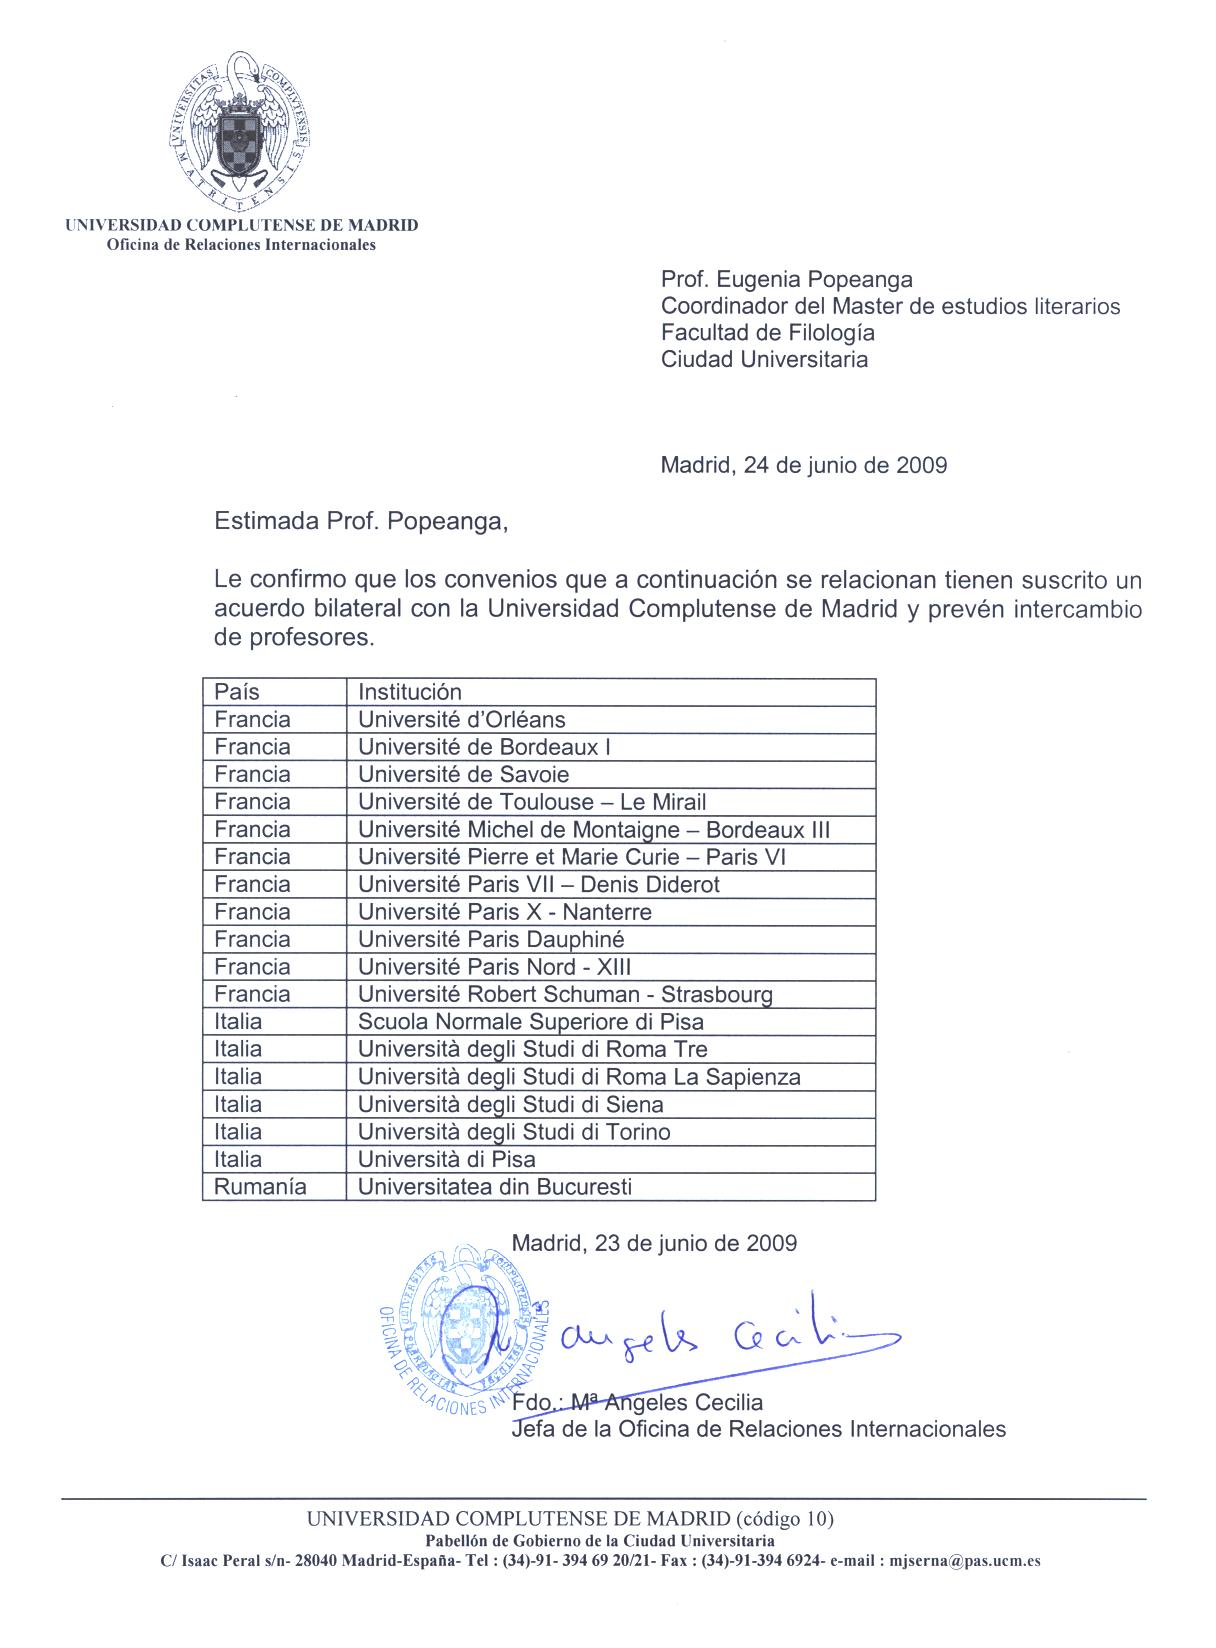 VNIVERSITAS COMPLVTENSIS
MATRITENSIS
UNIVERSIDAD COMPLUTENSE DE MADRID
Oficina de Relaciones Internacionales
Prof. Eugenia Popeanga
Coordinador del Master de estudios literarios
Facultad de Filología
Ciudad Universitaria
Madrid, 24 de junio de 2009
Estimada Prof. Popeanga,
Le confirmo que los convenios que a continuación se relacionan tienen suscrito un
acuerdo bilateral con la Universidad Complutense de Madrid y prevén intercambio
de profesores.
País Institución
Francia Université d'Orléans
Francia Université de Bordeaux I
Francia Université de Savoie
Francia Université de Toulouse – Le Mirail
Francia Université Michel de Montaigne – Bordeaux III
Francia Université Pierre et Marie Curie – Paris VI
Francia Université Paris VII – Denis Diderot
Francia Université Paris X - Nanterre
Francia Université Paris Dauphiné
Francia Université Paris Nord - XIII
Francia Université Robert Schuman - Strasbourg
Italia Scuola Normale Superiore di Pisa
Italia Università degli Studi di Roma Tre
Italia Università degli Studi di Roma La Sapienza
Italia Università degli Studi di Siena
Italia Università degli Studi di Torino
Italia Università di Pisa
Rumanía Universitatea din Bucuresti
Madrid, 23 de junio de 2009
OFICINA DE RELACIONES INTERNACIONALES
Angeles Cecilia
Fdo.: Mª Angeles Cecilia
Jefa de la Oficina de Relaciones Internacionales
UNIVERSIDAD COMPLUTENSE DE MADRID (código 10)
Pabellón de Gobierno de la Ciudad Universitaria
C/ Isaac Peral s/n- 28040 Madrid-España- Tel : (34)-91- 394 69 20/21- Fax : (34)-91-394 6924- e-mail : mjserna@pas.ucm.es